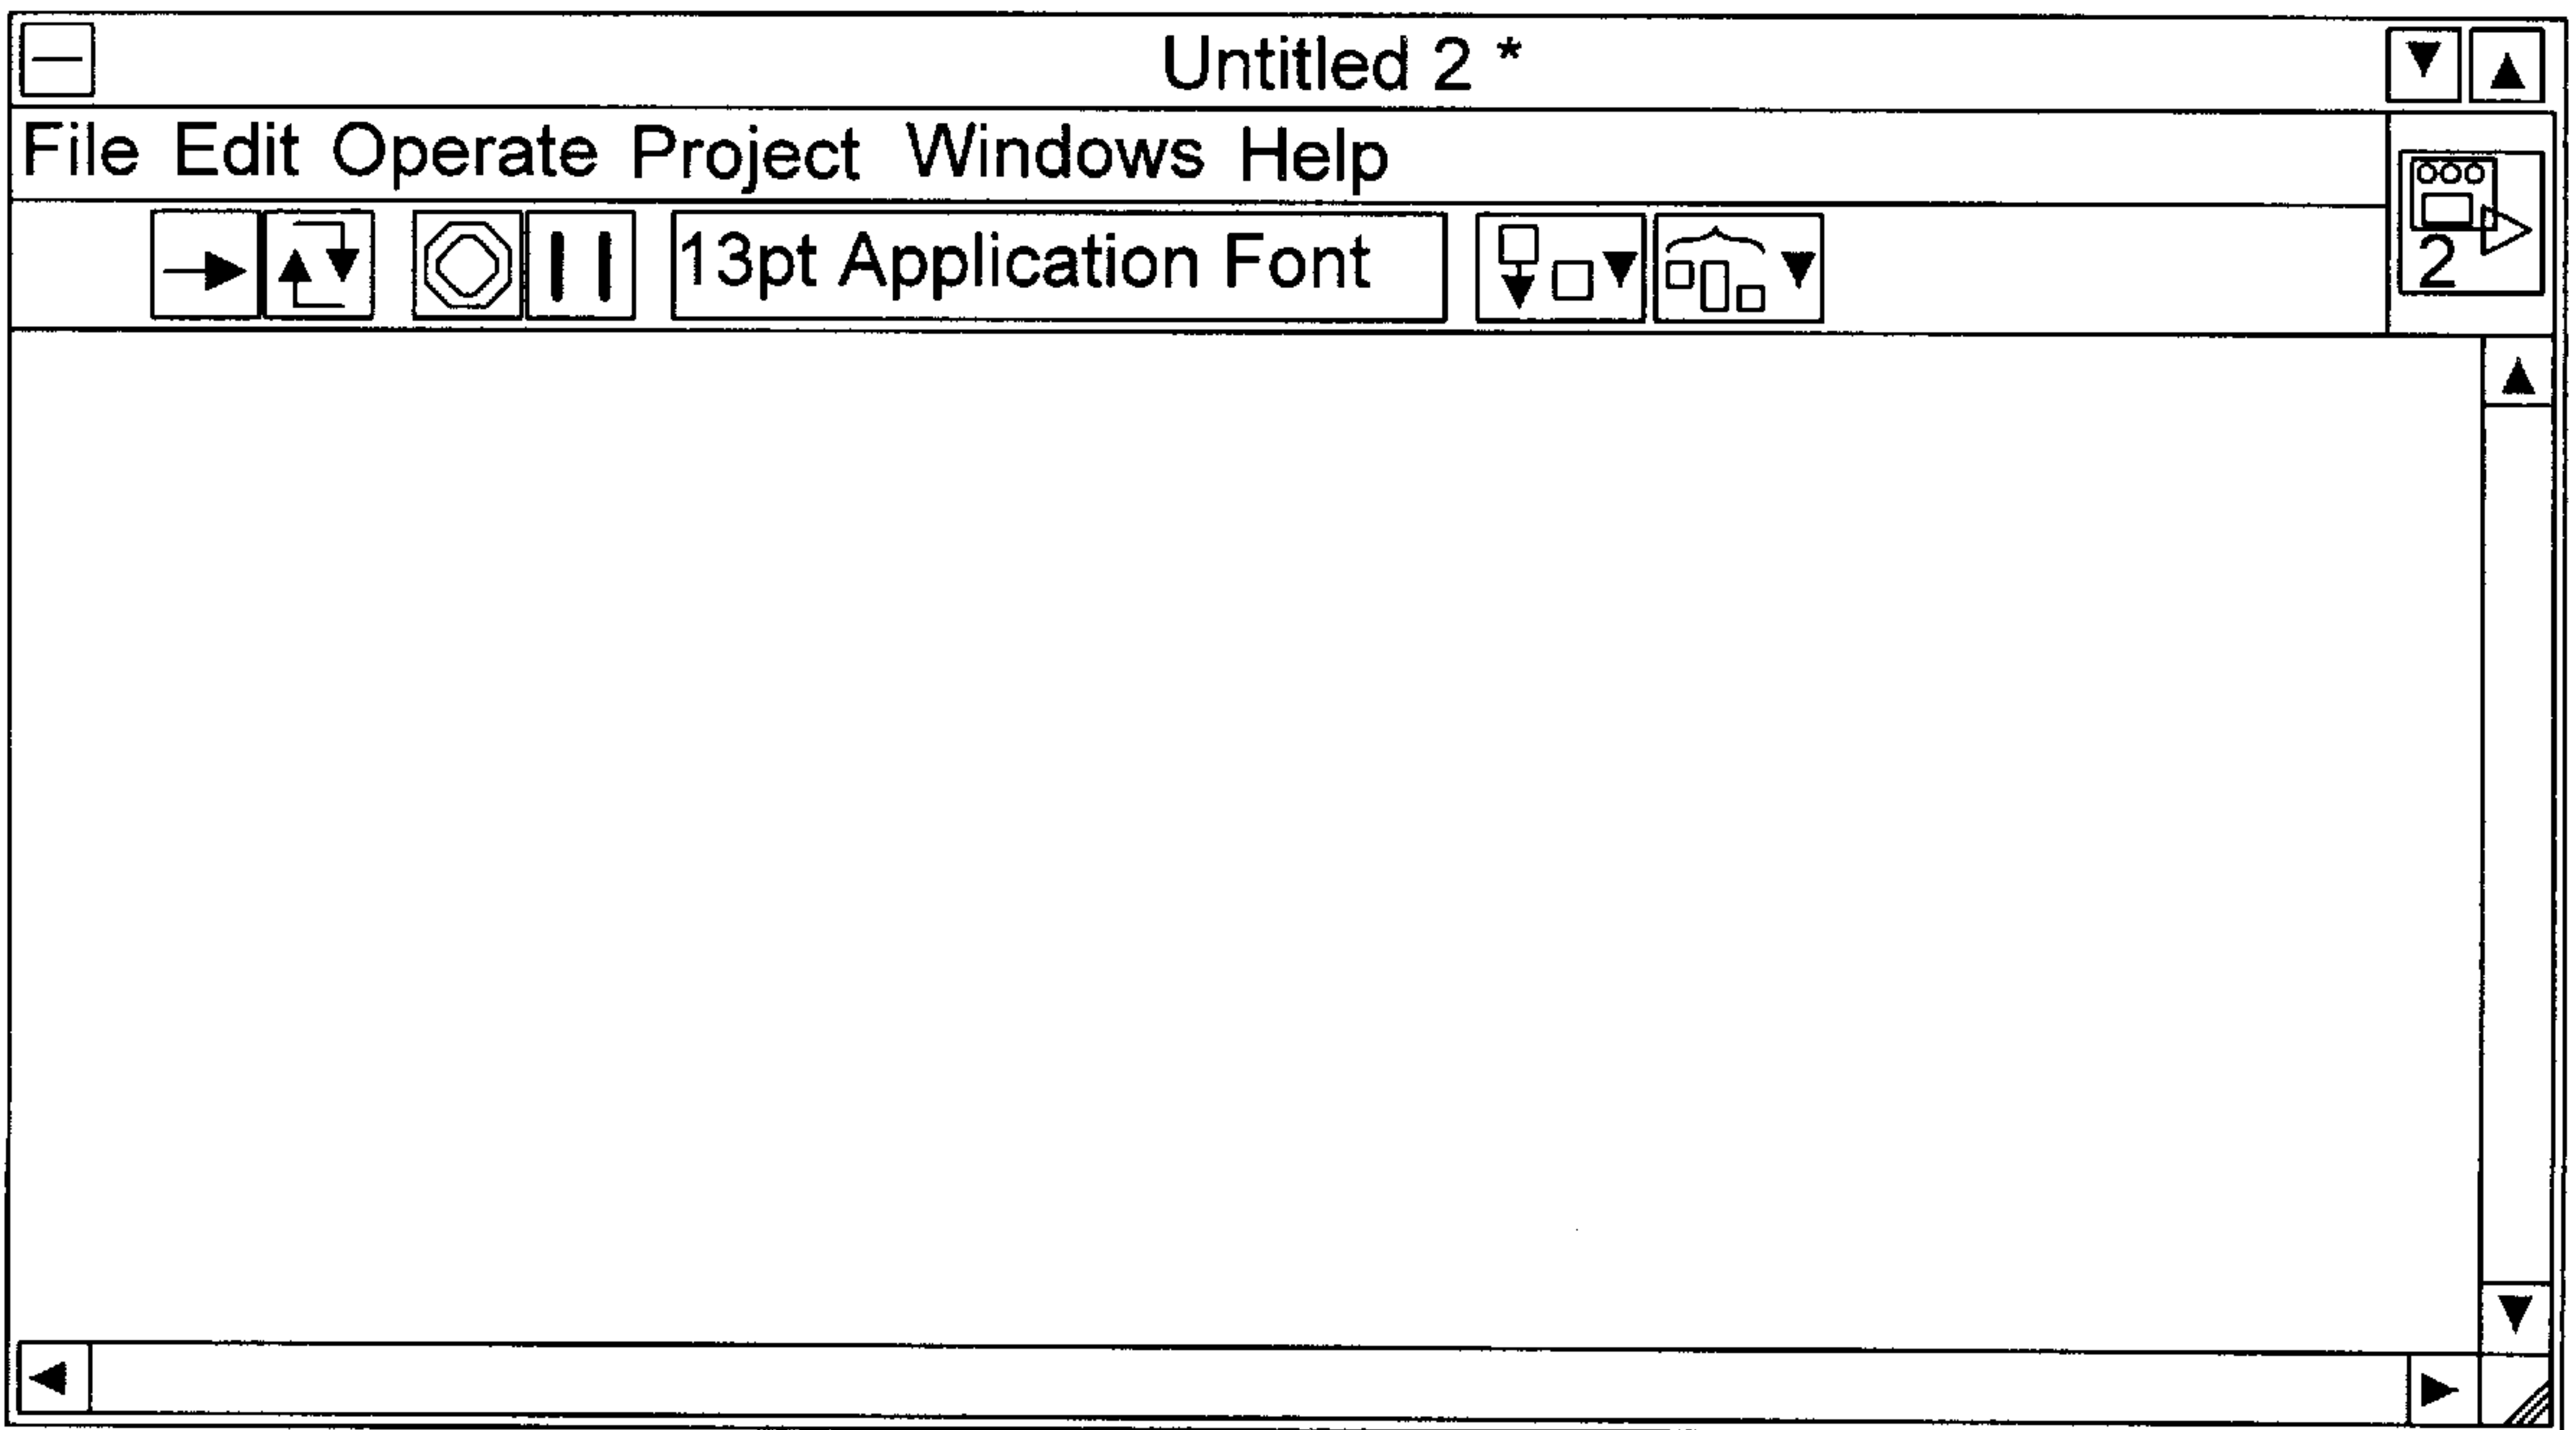 Untitled 2 *
File Edit Operate Project Windows Help
13pt Application Font
2